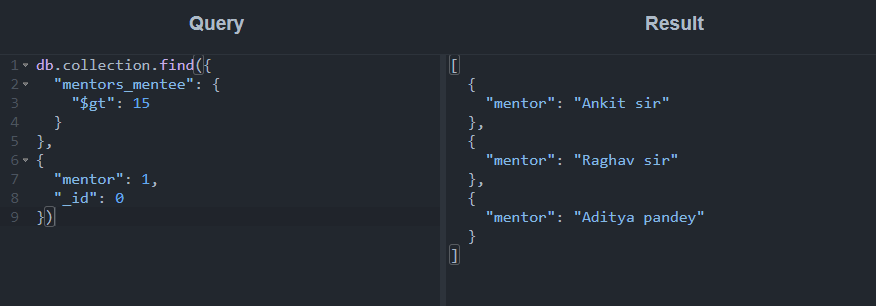 Query
1 db.collection.find({
2 "mentors_mentee": {
3 "$gt": 15
4 }
5 },
6 {
7 "mentor": 1,
8 "_id": 0
9 })
Result
[
{
"mentor": "Ankit sir"
},
{
"mentor": "Raghav sir"
},
{
"mentor": "Aditya pandey"
}
]